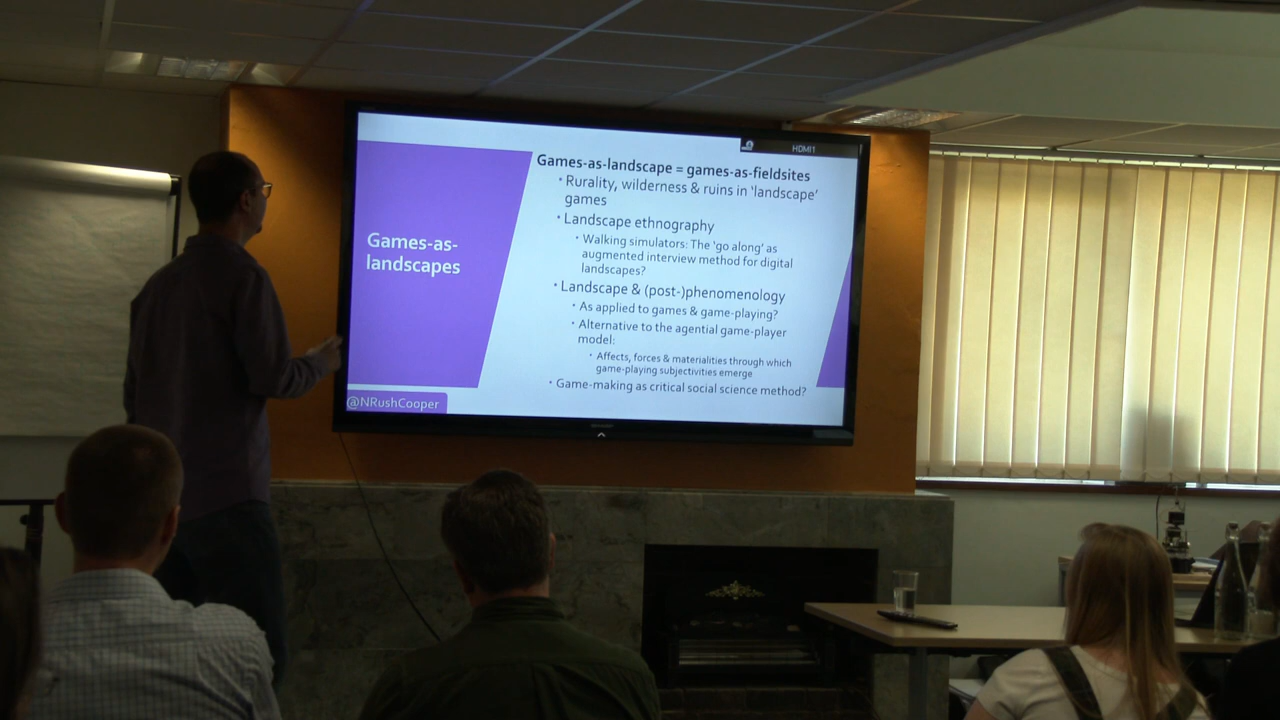 HDMI1
Games-as-
landscapes
Games-as-landscape = games-as-fieldsites
• Rurality, wilderness & ruins in 'landscape'
games
• Landscape ethnography
• Walking simulators: The 'go along' as
augmented interview method for digital
landscapes?
• Landscape & (post-)phenomenology
• As applied to games & game-playing?
• Alternative to the agential game-player
model:
• Affects, forces & materialities through which
game-playing subjectivities emerge
• Game-making as critical social science method?
@NRushCooper
SHARP